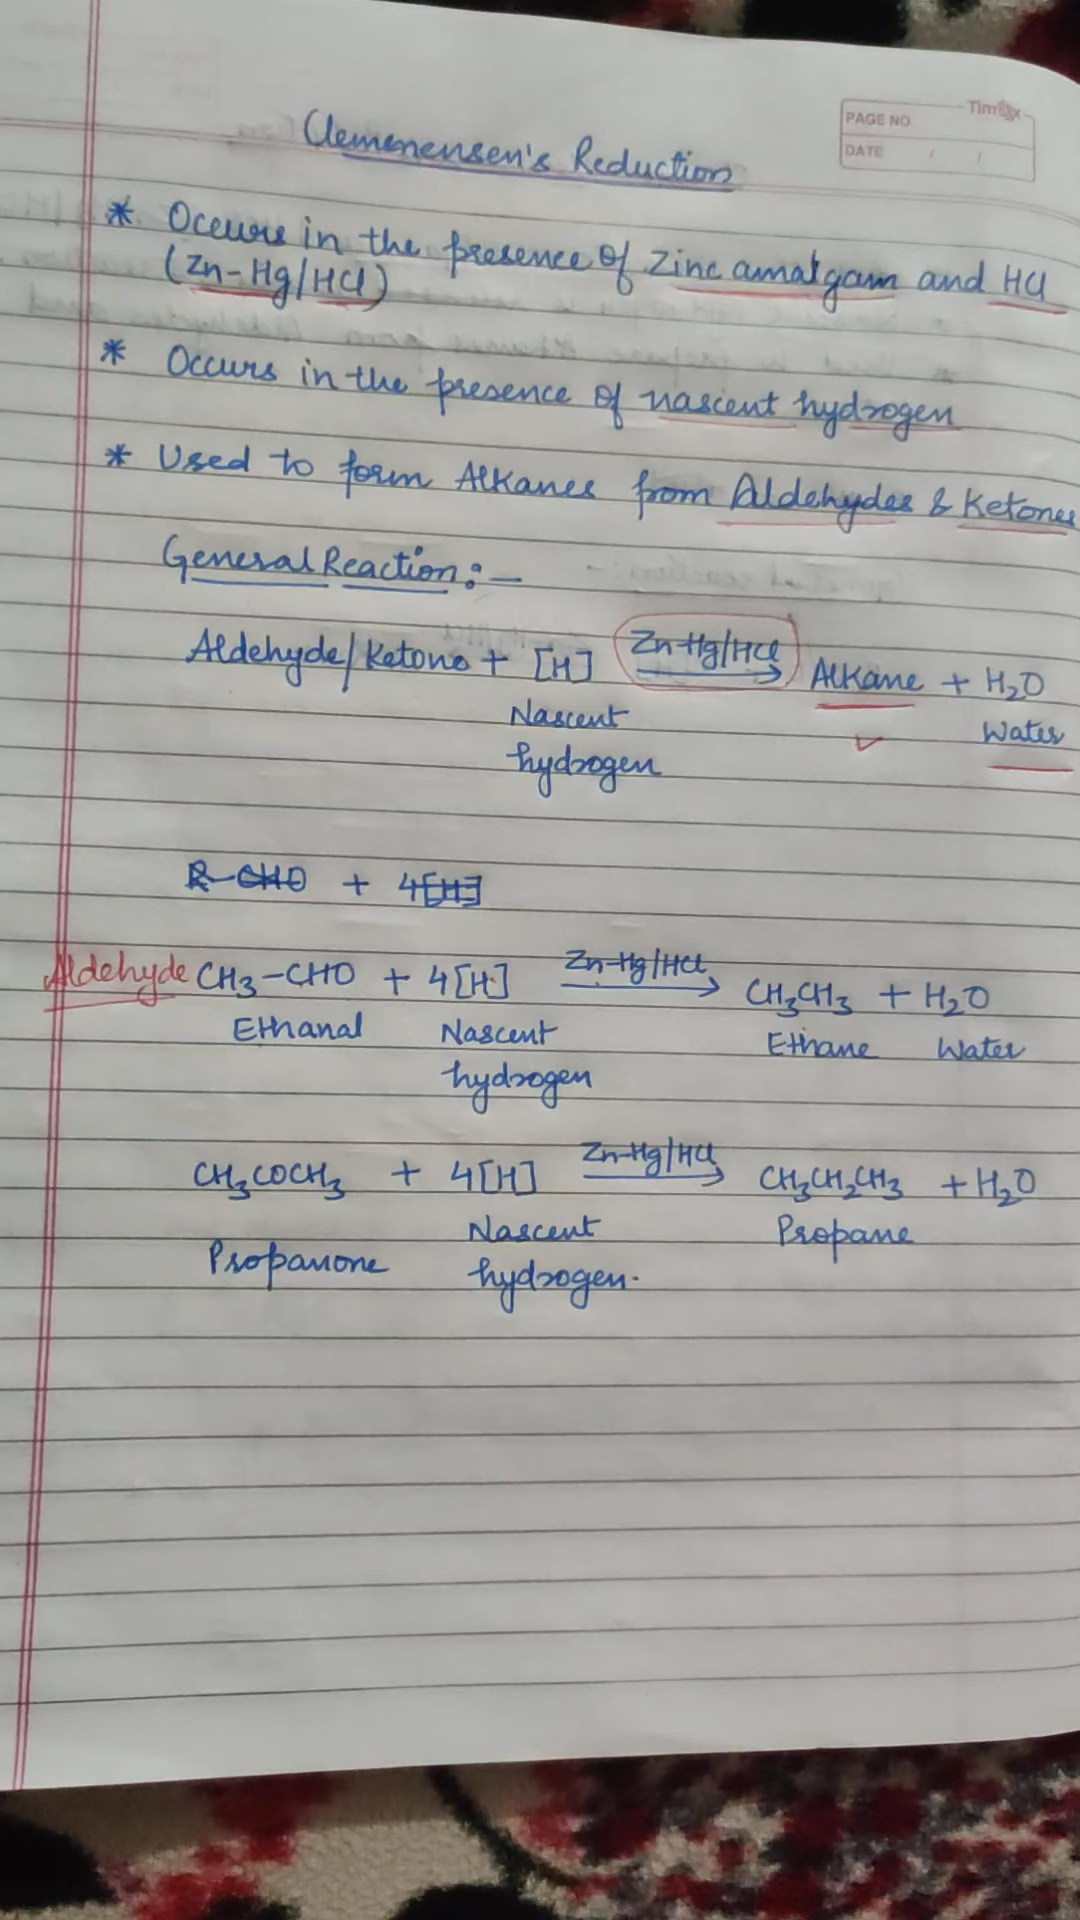 Timex
PAGE NO.
DATE / /
Clemenensen's Reduction
* Occurs in the presence of Zinc amalgam and HCl
(Zn-Hg/HCl)
* Occurs in the presence of nascent hydrogen
* Used to form Alkanes from Aldehydes & Ketones
General Reaction:-
Aldehyde/Ketone + [H] Zn-Hg/HCl → Alkane + H₂O
Nascent Water
hydrogen
R-CHO + 4[H]
Aldehyde CH₃-CHO + 4[H] Zn-Hg/HCl → CH₃CH₃ + H₂O
Ethanal Nascent Ethane Water
hydrogen
CH₃COCH₃ + 4[H] Zn-Hg/HCl → CH₃CH₂CH₃ + H₂O
Nascent Propane
Propanone hydrogen.